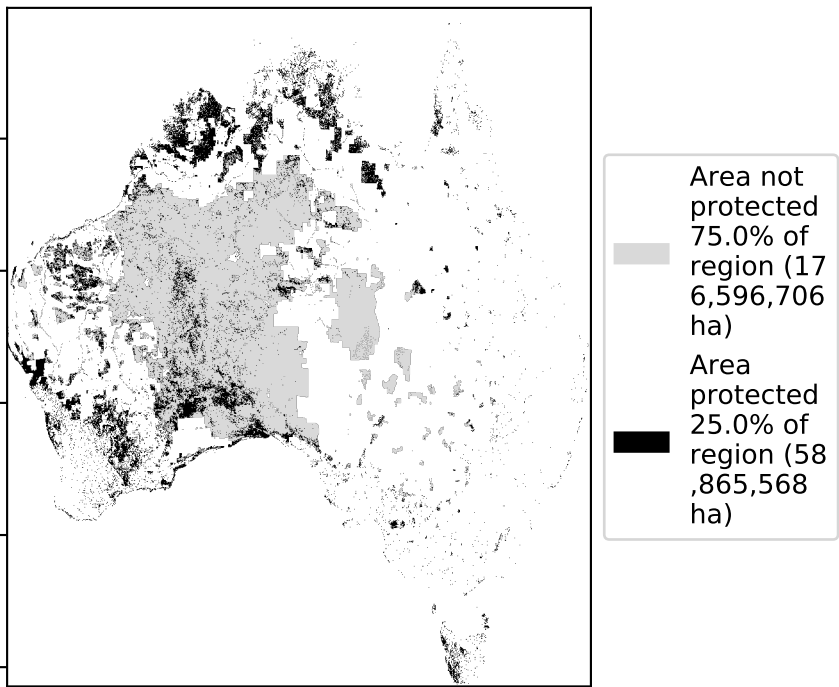 Area not
protected
75.0% of
region (17
6,596,706
ha)
Area
protected
25.0% of
region (58
,865,568
ha)